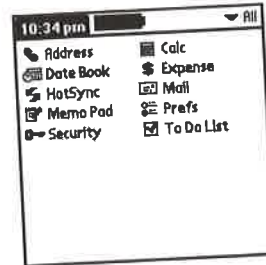 10:34 pm
All
Address
Date Book
HotSync
Memo Pad
Security
Calc
Expense
Mail
Prefs
To Do List